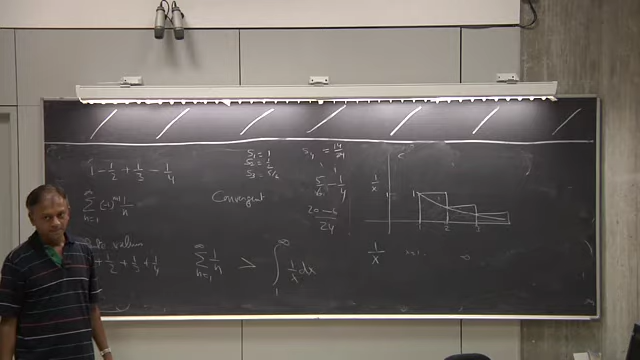 1 - 1/2 + 1/3 - 1/4
∞
Σ (-1)^(n+1) 1/n
n=1
values
+ 1/2 + 1/3 + 1/4
S₁ = 1
S₂ = 1/2
S₃ = 5/6
Convergent
S₄ = 14/24
5/6 - 1/4
20-6
24
∞
Σ 1/n > ∫ 1/x dx
n=1
∞
1
1/x
1
1
2
3
1/x
∞